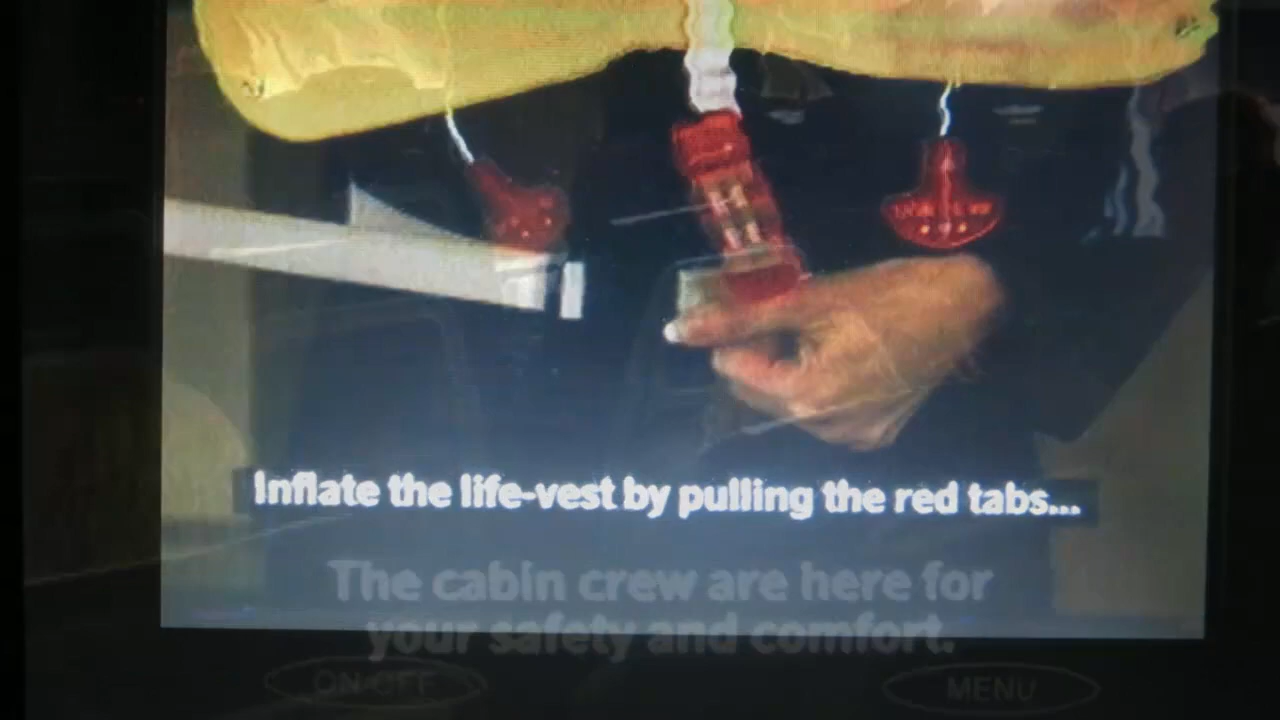 Inflate the life-vest by pulling the red tabs...
The cabin crew are here for
your safety and comfort.
ON-OFF
MENU